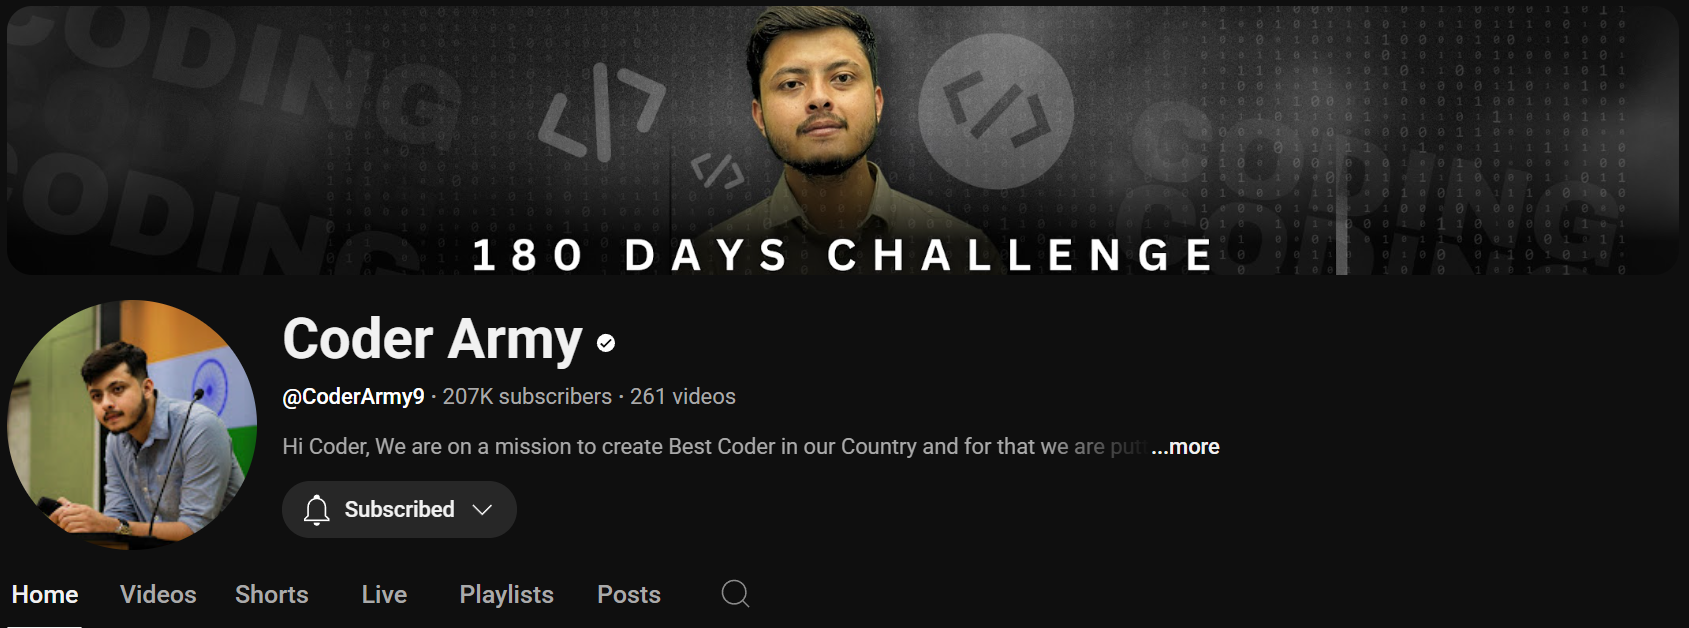 CODING
CODING
CODING
CODING
180 DAYS CHALLENGE
Coder Army
@CoderArmy9 · 207K subscribers · 261 videos
Hi Coder, We are on a mission to create Best Coder in our Country and for that we are ...more
Subscribed
Home Videos Shorts Live Playlists Posts